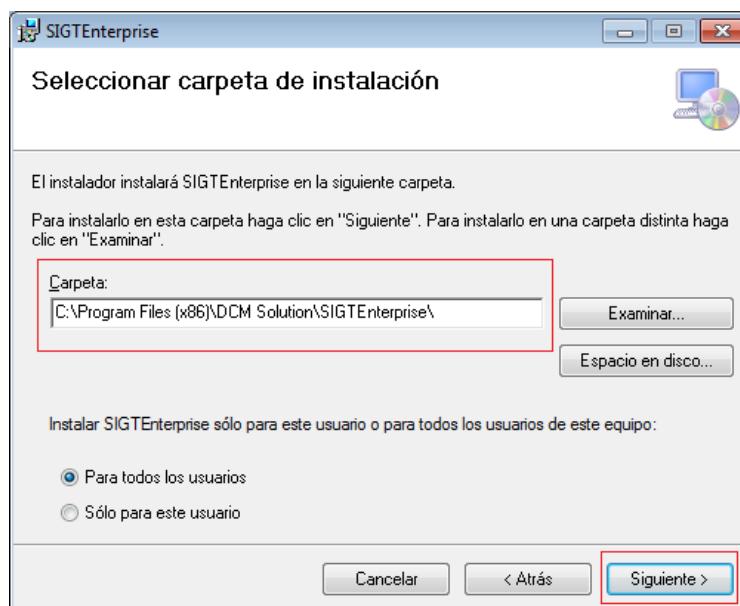 SIGTEnterprise
Seleccionar carpeta de instalación
El instalador instalará SIGTEnterprise en la siguiente carpeta.
Para instalarlo en esta carpeta haga clic en "Siguiente". Para instalarlo en una carpeta distinta haga
clic en "Examinar".
Carpeta:
C:\Program Files (x86)\DCM Solution\SIGTEnterprise\
Examinar...
Espacio en disco...
Instalar SIGTEnterprise sólo para este usuario o para todos los usuarios de este equipo:
Para todos los usuarios
Sólo para este usuario
Cancelar
< Atrás
Siguiente >